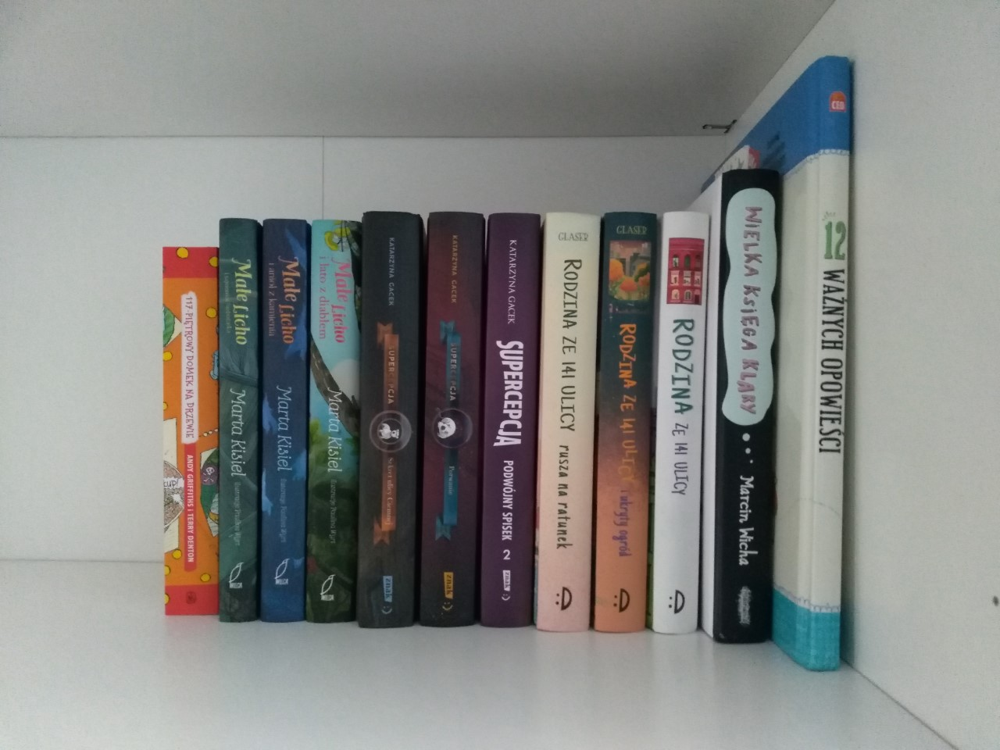 117-PIĘTROWY DOMEK NA DRZEWIE
ANDY GRIFFITHS I TERRY DENTON
Małe Licho
Marta Kisiel
Małe Licho
i anioł z kamienia
Marta Kisiel
Ilustracje Paulina Wyrt
Małe Licho
i lato z diabłem
Marta Kisiel
Ilustracje Paulina Wyrt
KATARZYNA GACEK
SUPERCEPCJA
Sekret ulicy Ciemnej
znak :)
KATARZYNA GACEK
SUPERCEPCJA
Porwanie
znak :)
KATARZYNA GACEK
SUPERCEPCJA
PODWÓJNY SPISEK
2
znak :)
GLASER
RODZINA ZE 141 ULICY
rusza na ratunek
GLASER
RODZINA ZE 141 ULICY
i ukryty ogród
RODZINA ZE 141 ULICY
WIELKA KSIĘGA KLARY
Marcin Wicha
CEO
12 WAŻNYCH OPOWIEŚCI